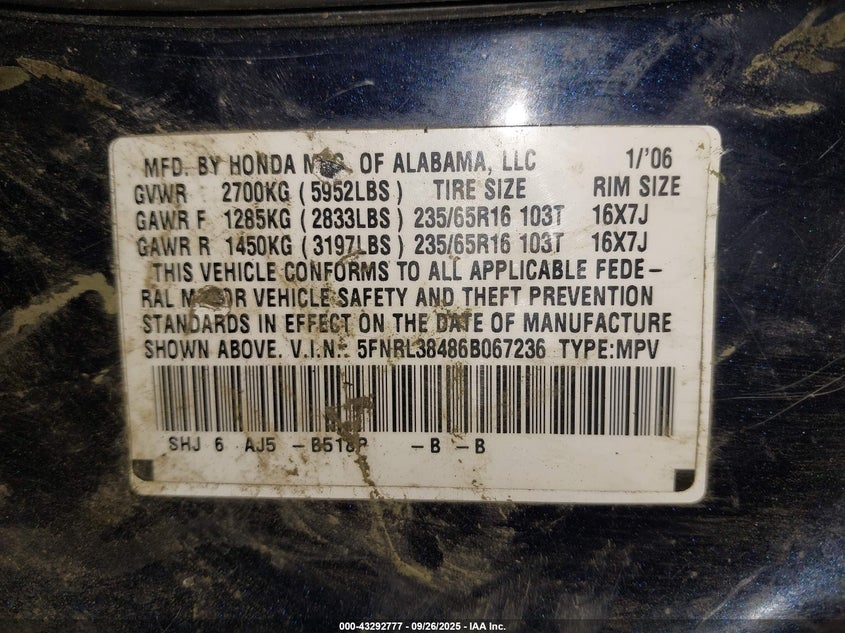 MFD. BY HONDA MFG. OF ALABAMA, LLC 1/'06
GVWR 2700KG (5952LBS) TIRE SIZE RIM SIZE
GAWR F 1285KG (2833LBS) 235/65R16 103T 16X7J
GAWR R 1450KG (3197LBS) 235/65R16 103T 16X7J
THIS VEHICLE CONFORMS TO ALL APPLICABLE FEDE-
RAL MOTOR VEHICLE SAFETY AND THEFT PREVENTION
STANDARDS IN EFFECT ON THE DATE OF MANUFACTURE
SHOWN ABOVE. V.I.N.: 5FNRL38486B067236 TYPE:MPV
SHJ 6 AJ5 -B518P -B -B
000-43292777 - 09/26/2025 - IAA Inc.